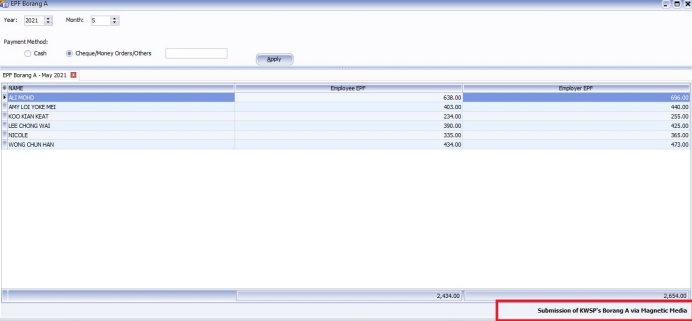 EPF Borang A
Year: 2021 Month: 5
Payment Method:
Cash Cheque/Money Orders/Others
Apply
EPF Borang A - May 2021
NAME Employee EPF Employer EPF
ALI MOHD 638.00 696.00
AMY LOI YOKE MEI 403.00 440.00
KOO KIAN KEAT 234.00 255.00
LEE CHONG WAI 390.00 425.00
NICOLE 335.00 365.00
WONG CHUN HAN 434.00 473.00
2,434.00 2,654.00
Submission of KWSP's Borang A via Magnetic Media